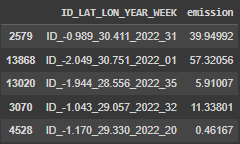 ID_LAT_LON_YEAR_WEEK emission
2579 ID_-0.989_30.411_2022_31 39.94992
13868 ID_-2.049_30.751_2022_01 57.32056
13020 ID_-1.944_28.556_2022_35 5.91007
3070 ID_-1.043_29.057_2022_32 11.33801
4528 ID_-1.170_29.330_2022_20 0.46167